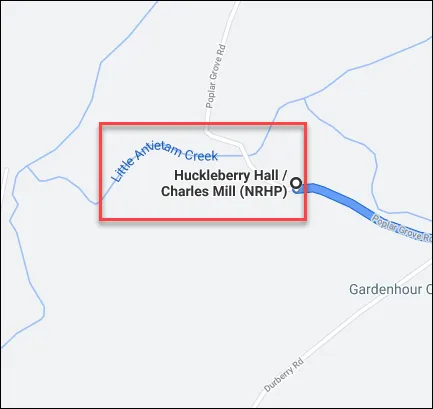 Poplar Grove Rd
Little Antietam Creek
Huckleberry Hall /
Charles Mill (NRHP)
Poplar Grove Rd
Gardenhour
Durberry Rd